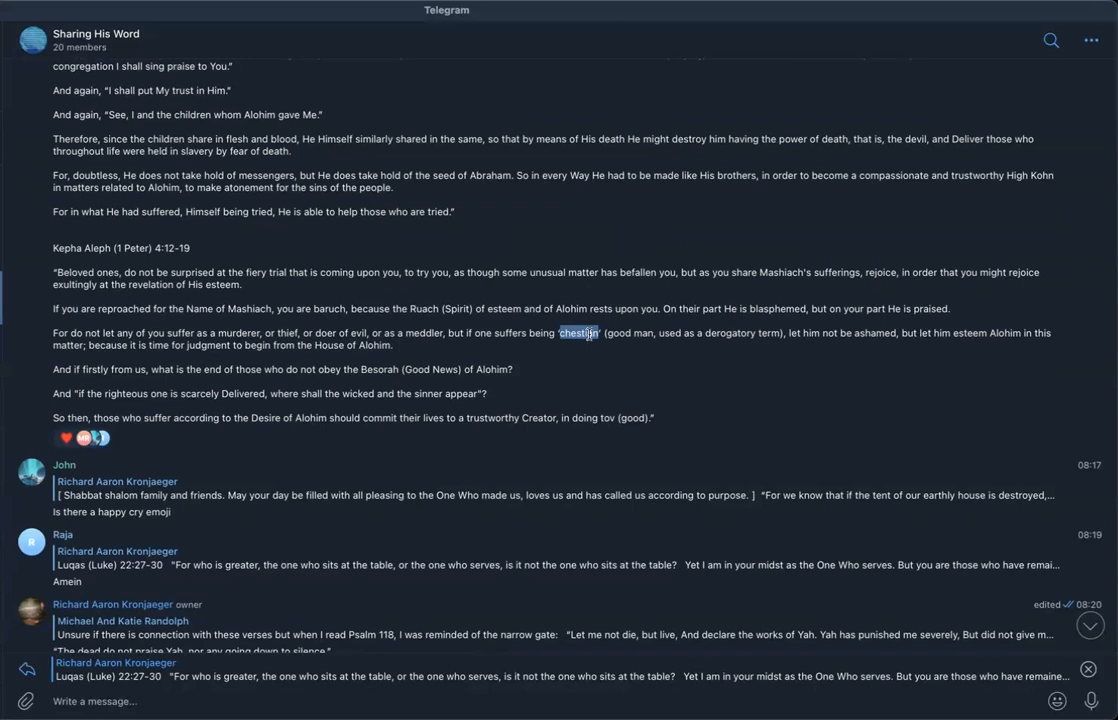 Telegram
Sharing His Word
20 members
congregation I shall sing praise to You.”
And again, “I shall put My trust in Him.”
And again, “See, I and the children whom Alohim gave Me.”
Therefore, since the children share in flesh and blood, He Himself similarly shared in the same, so that by means of His death He might destroy him having the power of death, that is, the devil, and Deliver those who
throughout life were held in slavery by fear of death.
For, doubtless, He does not take hold of messengers, but He does take hold of the seed of Abraham. So in every Way He had to be made like His brothers, in order to become a compassionate and trustworthy High Kohn
in matters related to Alohim, to make atonement for the sins of the people.
For in what He had suffered, Himself being tried, He is able to help those who are tried.”
Kepha Aleph (1 Peter) 4:12-19
“Beloved ones, do not be surprised at the fiery trial that is coming upon you, to try you, as though some unusual matter has befallen you, but as you share Mashiach's sufferings, rejoice, in order that you might rejoice
exultingly at the revelation of His esteem.
If you are reproached for the Name of Mashiach, you are baruch, because the Ruach (Spirit) of esteem and of Alohim rests upon you. On their part He is blasphemed, but on your part He is praised.
For do not let any of you suffer as a murderer, or thief, or doer of evil, or as a meddler, but if one suffers being ‘chestian’ (good man, used as a derogatory term), let him not be ashamed, but let him esteem Alohim in this
matter; because it is time for judgment to begin from the House of Alohim.
And if firstly from us, what is the end of those who do not obey the Besorah (Good News) of Alohim?
And “if the righteous one is scarcely Delivered, where shall the wicked and the sinner appear”?
So then, those who suffer according to the Desire of Alohim should commit their lives to a trustworthy Creator, in doing tov (good).”
MR
John 08:17
Richard Aaron Kronjaeger
[ Shabbat shalom family and friends. May your day be filled with all pleasing to the One Who made us, loves us and has called us according to purpose. ] “For we know that if the tent of our earthly house is destroyed,...
Is there a happy cry emoji
R
Raja 08:19
Richard Aaron Kronjaeger
Luqas (Luke) 22:27-30 “For who is greater, the one who sits at the table, or the one who serves, is it not the one who sits at the table? Yet I am in your midst as the One Who serves. But you are those who have remai...
Amein
Richard Aaron Kronjaeger owner edited 08:20
Michael And Katie Randolph
Unsure if there is connection with these verses but when I read Psalm 118, I was reminded of the narrow gate: “Let me not die, but live, And declare the works of Yah. Yah has punished me severely, But did not give m...
“The dead do not praise Yah, nor any going down to silence.”
Richard Aaron Kronjaeger
Luqas (Luke) 22:27-30 “For who is greater, the one who sits at the table, or the one who serves, is it not the one who sits at the table? Yet I am in your midst as the One Who serves. But you are those who have remaine...
Write a message...